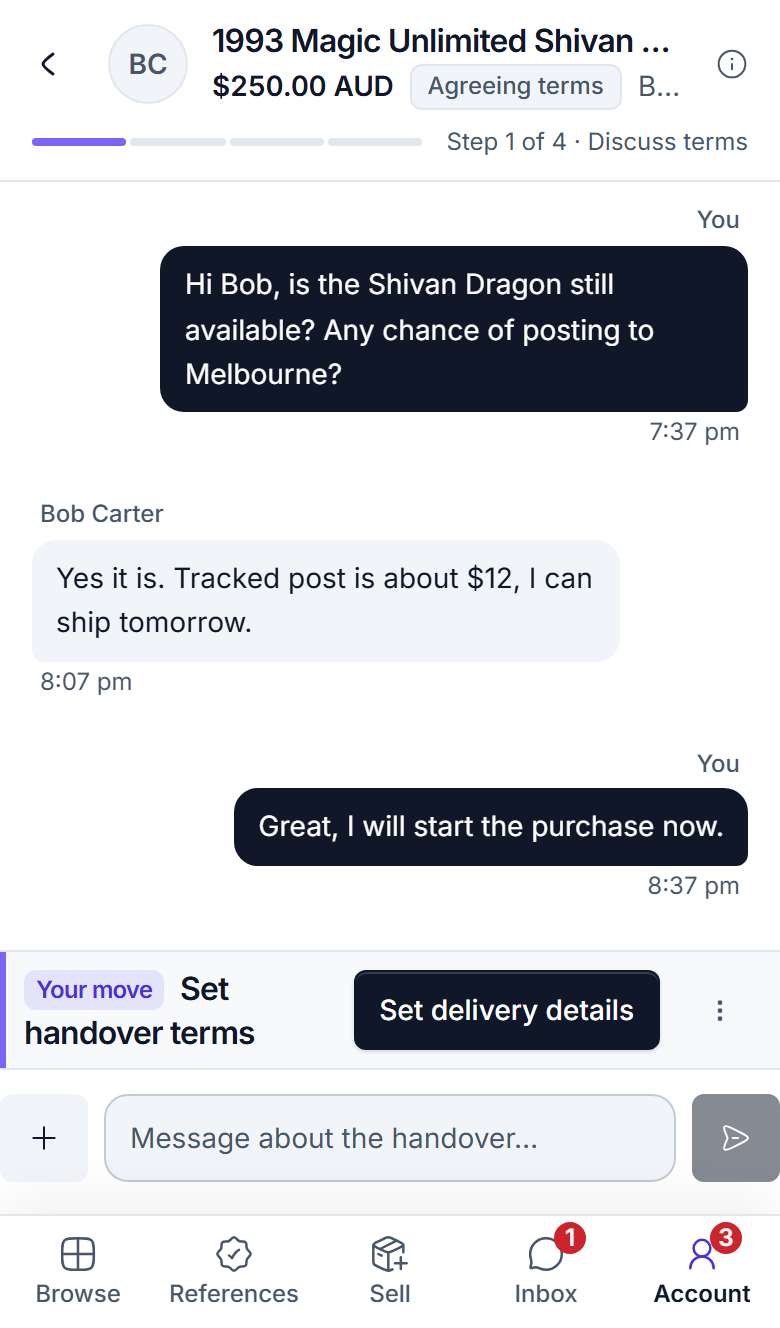 BC
1993 Magic Unlimited Shivan ...
$250.00 AUD Agreeing terms B...
Step 1 of 4 · Discuss terms
You
Hi Bob, is the Shivan Dragon still
available? Any chance of posting to
Melbourne?
7:37 pm
Bob Carter
Yes it is. Tracked post is about $12, I can
ship tomorrow.
8:07 pm
You
Great, I will start the purchase now.
8:37 pm
Your move Set
handover terms
Set delivery details
Message about the handover...
1 3
Browse References Sell Inbox Account